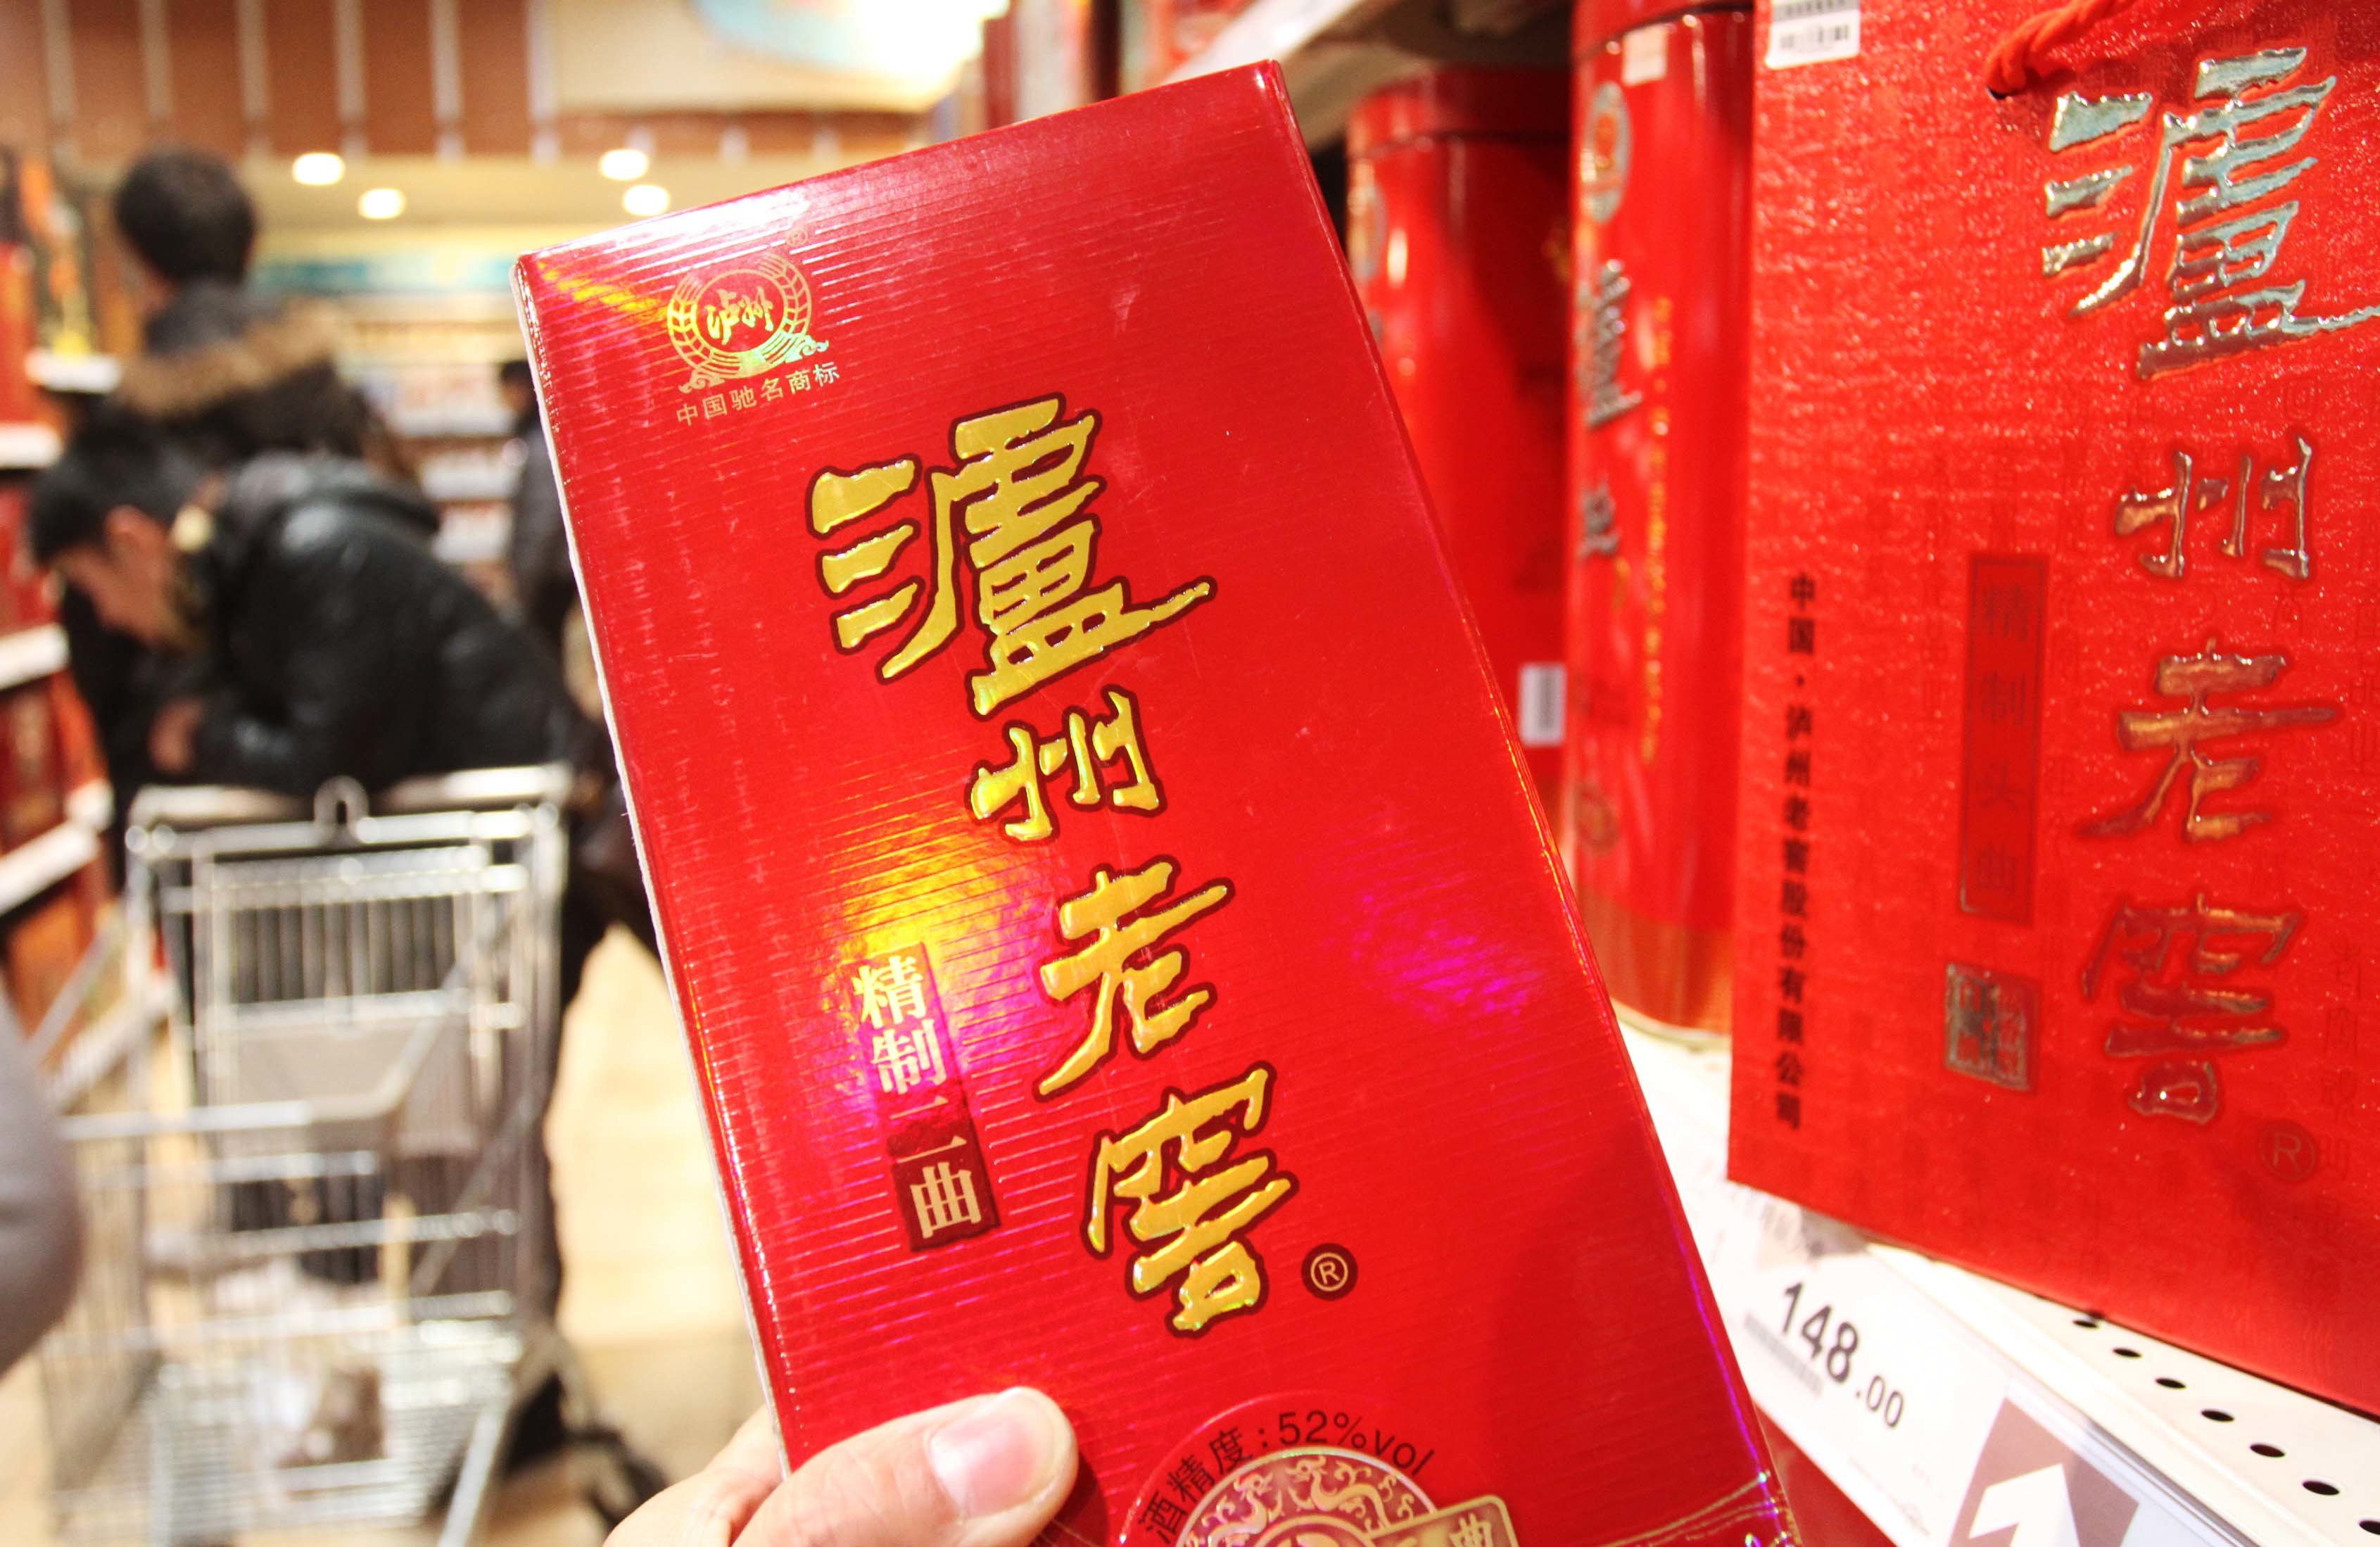 泸州
中国驰名商标
瀘州老窖
®
精制二曲
酒精度:52%vol
瀘州老窖
®
精制头曲
中国·泸州老窖股份有限公司
148.00